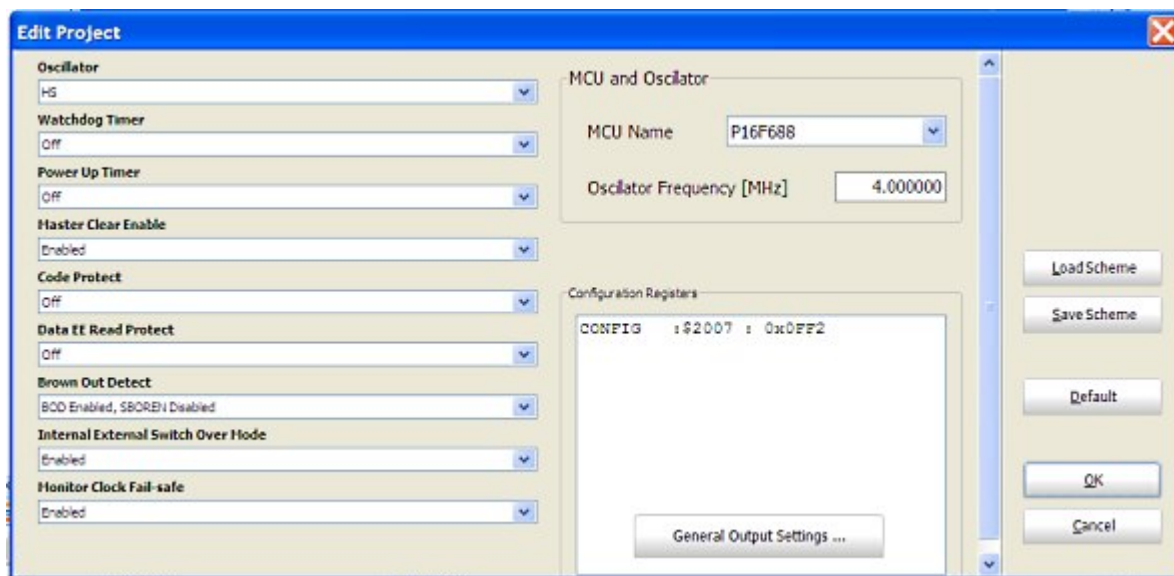 Edit Project
Oscillator
HS
Watchdog Timer
Off
Power Up Timer
Off
Master Clear Enable
Enabled
Code Protect
Off
Data EE Read Protect
Off
Brown Out Detect
BOD Enabled, SBOREN Disabled
Internal External Switch Over Mode
Enabled
Monitor Clock Fail-safe
Enabled
MCU and Oscilator
MCU Name P16F688
Oscilator Frequency [MHz] 4.000000
Configuration Registers
CONFIG :$2007 : 0x0FF2
General Output Settings ...
Load Scheme
Save Scheme
Default
OK
Cancel